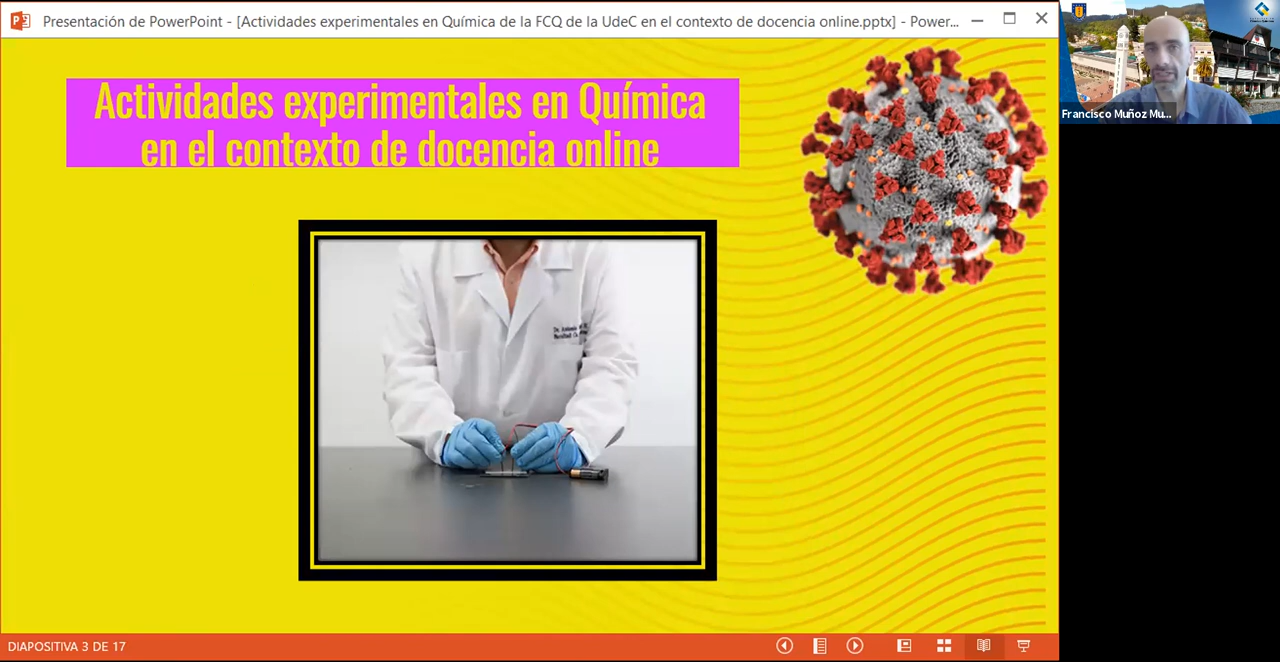 Presentación de PowerPoint - [Actividades experimentales en Química de la FCQ de la UdeC en el contexto de docencia online.pptx] - Power...
Francisco Muñoz Mu...
Actividades experimentales en Química
en el contexto de docencia online
DIAPOSITIVA 3 DE 17